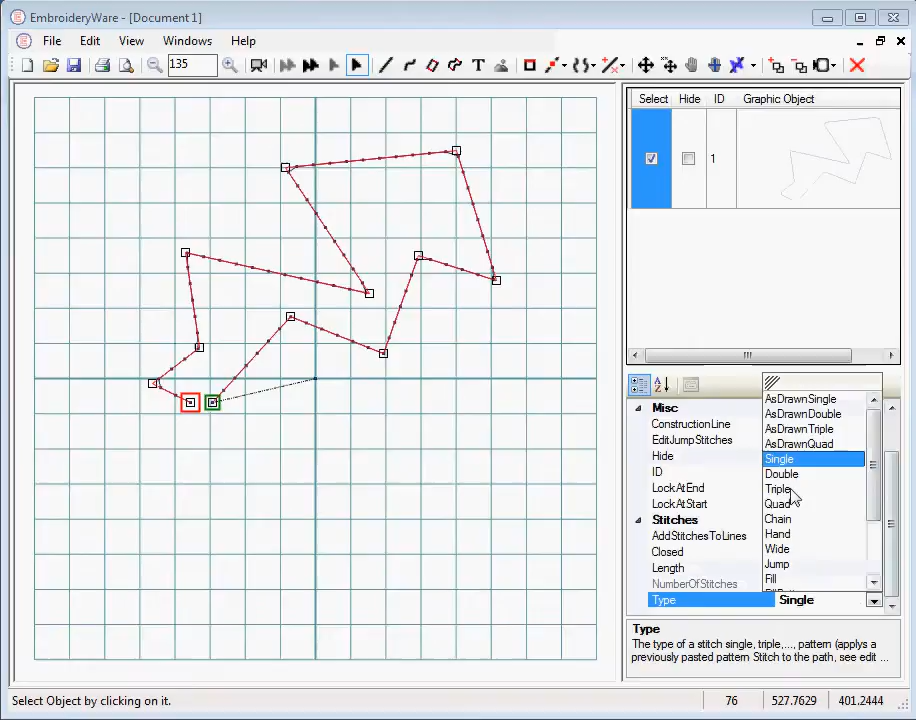 EmbroideryWare - [Document 1]
File Edit View Windows Help
135
Select Hide ID Graphic Object
1
Misc
ConstructionLine
EditJumpStitches
Hide
ID
LockAtEnd
LockAtStart
Stitches
AddStitchesToLines
Closed
Length
NumberOfStitches
Type Single
AsDrawnSingle
AsDrawnDouble
AsDrawnTriple
AsDrawnQuad
Single
Double
Triple
Quad
Chain
Hand
Wide
Jump
Fill
Type
The type of a stitch single, triple,..., pattern (applys a
previously pasted pattern Stitch to the path, see edit ...
Select Object by clicking on it. 76 527.7629 401.2444